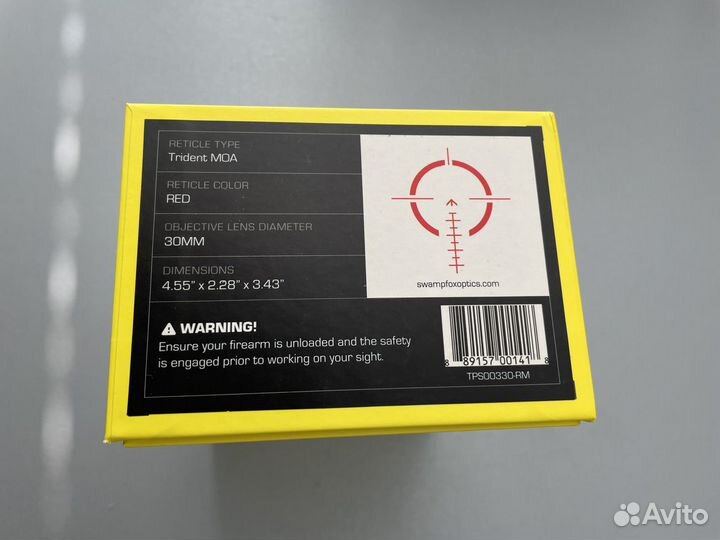 RETICLE TYPE
Trident MOA
RETICLE COLOR
RED
OBJECTIVE LENS DIAMETER
30MM
DIMENSIONS
4.55" x 2.28" x 3.43"
swampfoxoptics.com
WARNING!
Ensure your firearm is unloaded and the safety
is engaged prior to working on your sight.
8 89157 00141 8
TPS00330-RM
Avito